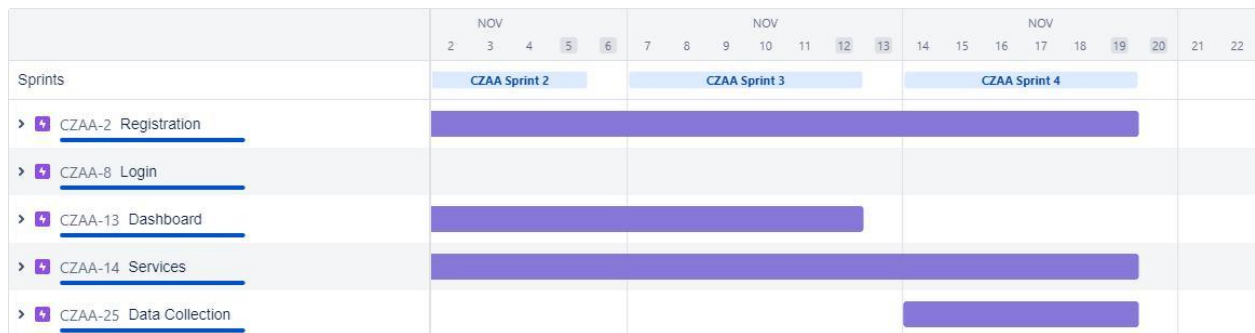 NOV NOV NOV
2 3 4 5 6 7 8 9 10 11 12 13 14 15 16 17 18 19 20 21 22
Sprints CZAA Sprint 2 CZAA Sprint 3 CZAA Sprint 4
CZAA-2 Registration
CZAA-8 Login
CZAA-13 Dashboard
CZAA-14 Services
CZAA-25 Data Collection